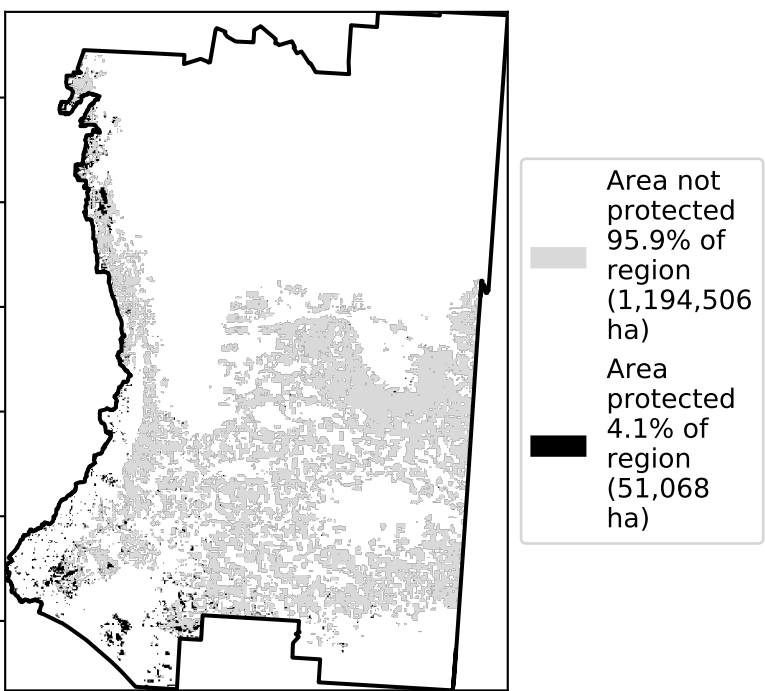 Area not
protected
95.9% of
region
(1,194,506
ha)
Area
protected
4.1% of
region
(51,068
ha)